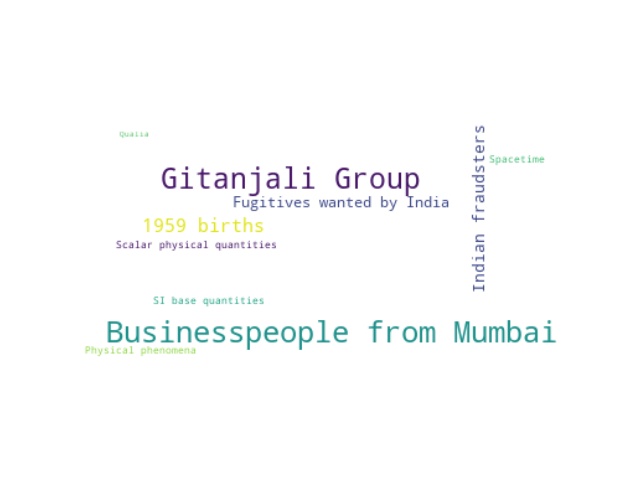 Qualia
Indian fraudsters
Spacetime
Gitanjali Group
Fugitives wanted by India
1959 births
Scalar physical quantities
SI base quantities
Businesspeople from Mumbai
Physical phenomena